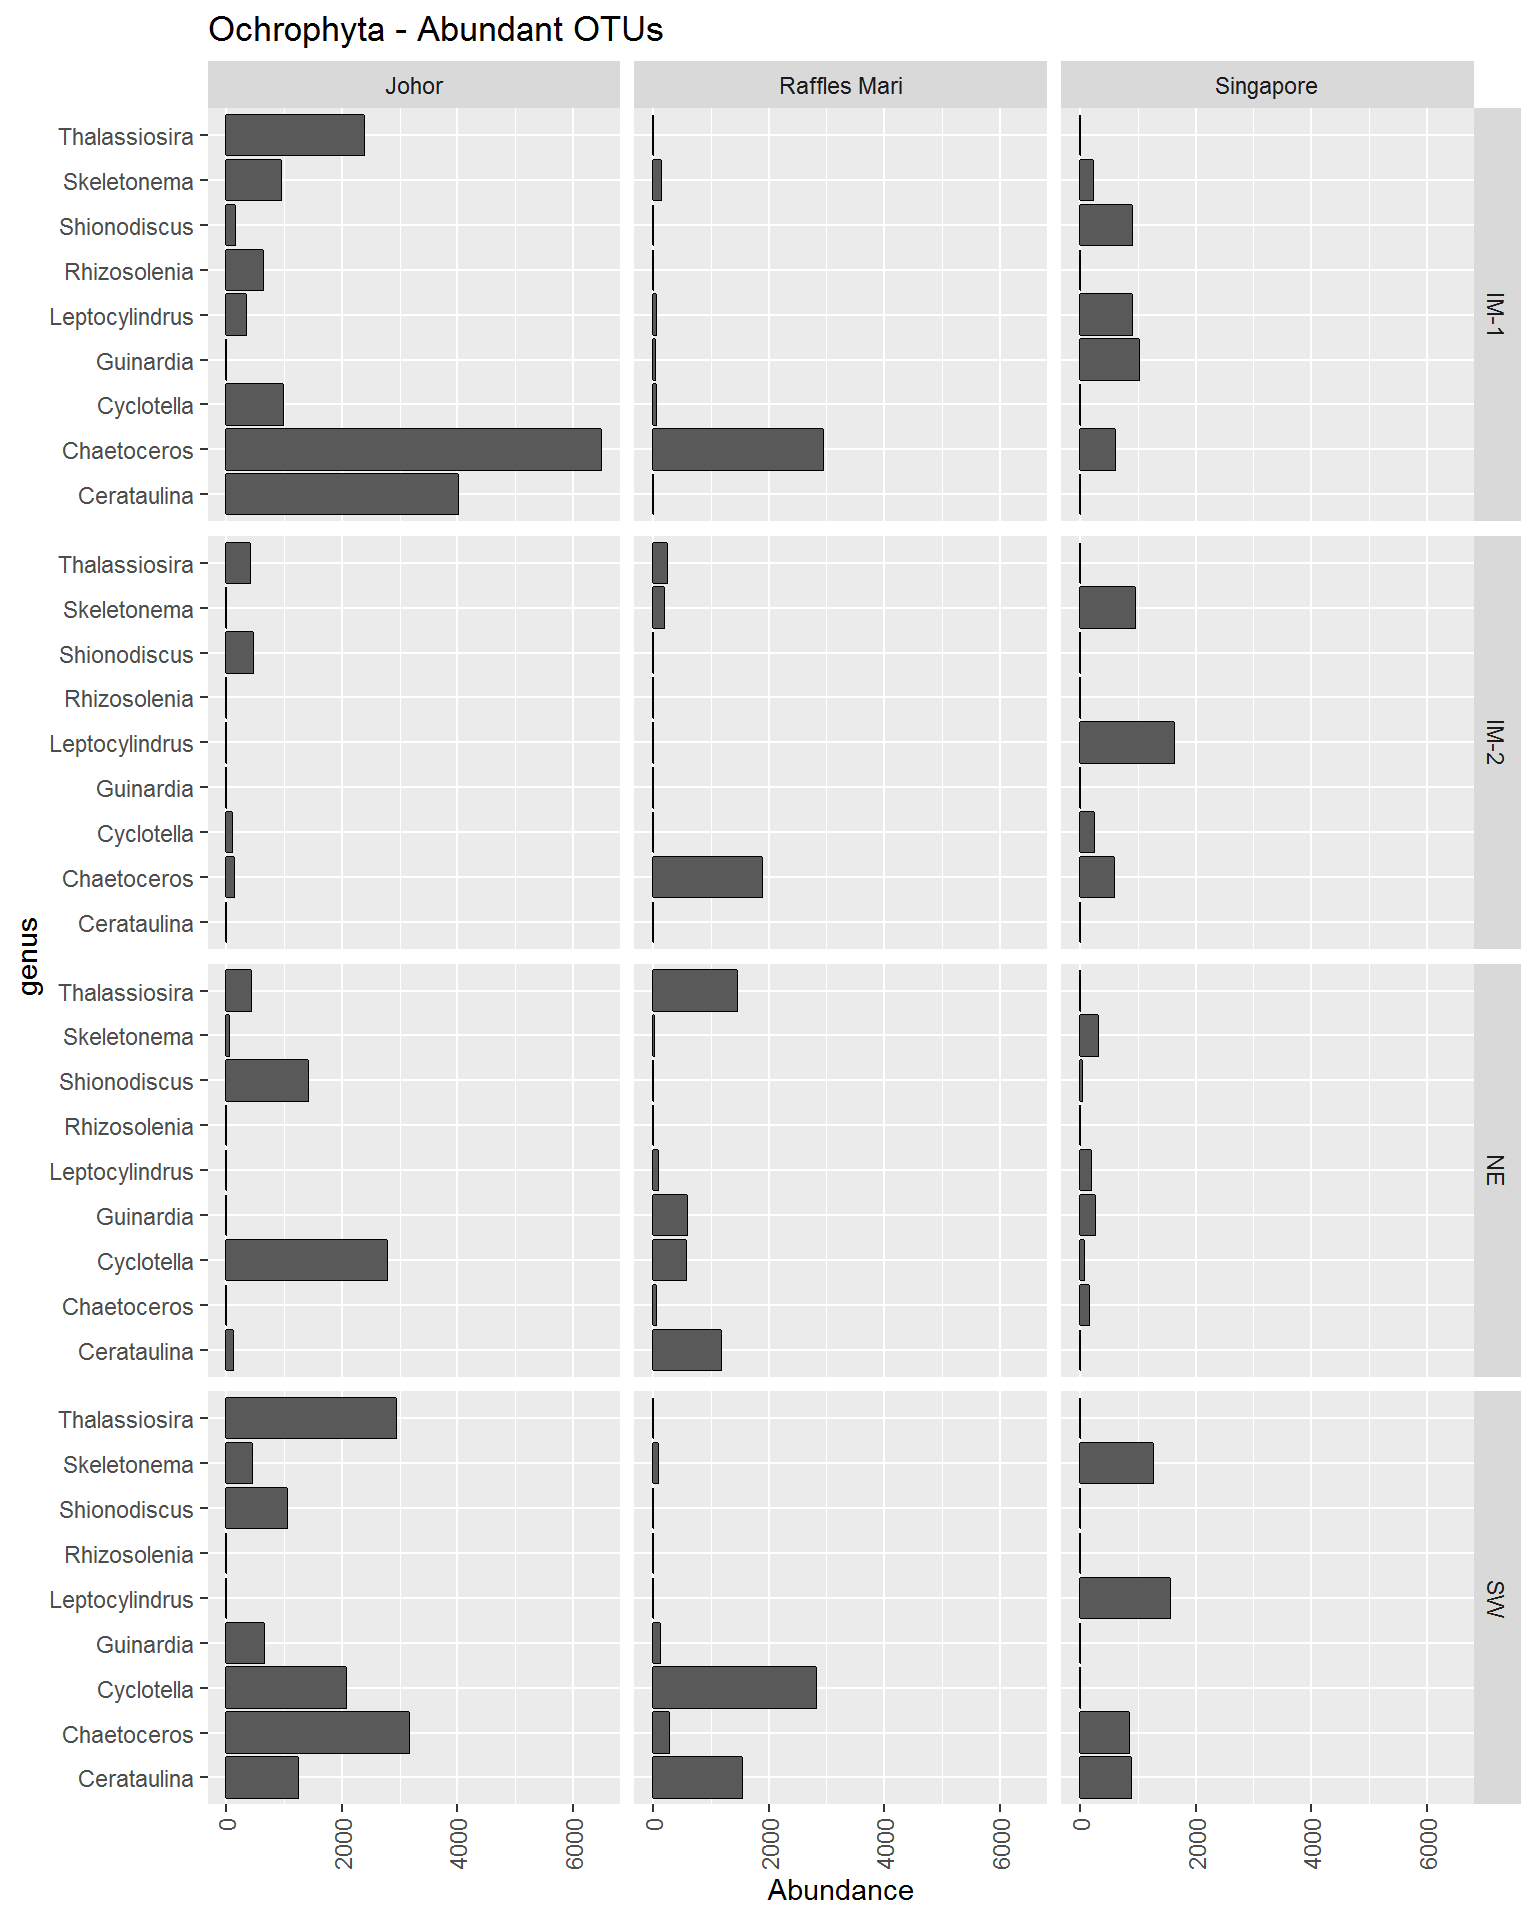 Ochrophyta - Abundant OTUs
Johor
Raffles Mari
Singapore
Thalassiosira
Skeletonema
Shionodiscus
Rhizosolenia
Leptocylindrus
Guinardia
Cyclotella
Chaetoceros
Cerataulina
IM-1
Thalassiosira
Skeletonema
Shionodiscus
Rhizosolenia
Leptocylindrus
Guinardia
Cyclotella
Chaetoceros
Cerataulina
IM-2
genus
Thalassiosira
Skeletonema
Shionodiscus
Rhizosolenia
Leptocylindrus
Guinardia
Cyclotella
Chaetoceros
Cerataulina
NE
Thalassiosira
Skeletonema
Shionodiscus
Rhizosolenia
Leptocylindrus
Guinardia
Cyclotella
Chaetoceros
Cerataulina
SW
0 2000 4000 6000
0 2000 4000 6000
0 2000 4000 6000
Abundance